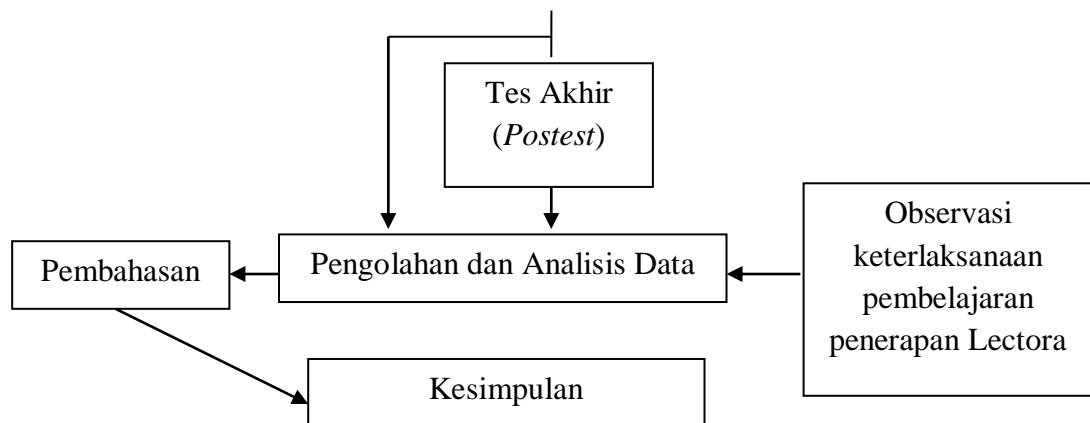 Tes Akhir
(Postest)
Observasi
keterlaksanaan
pembelajaran
penerapan Lectora
Pengolahan dan Analisis Data
Pembahasan
Kesimpulan